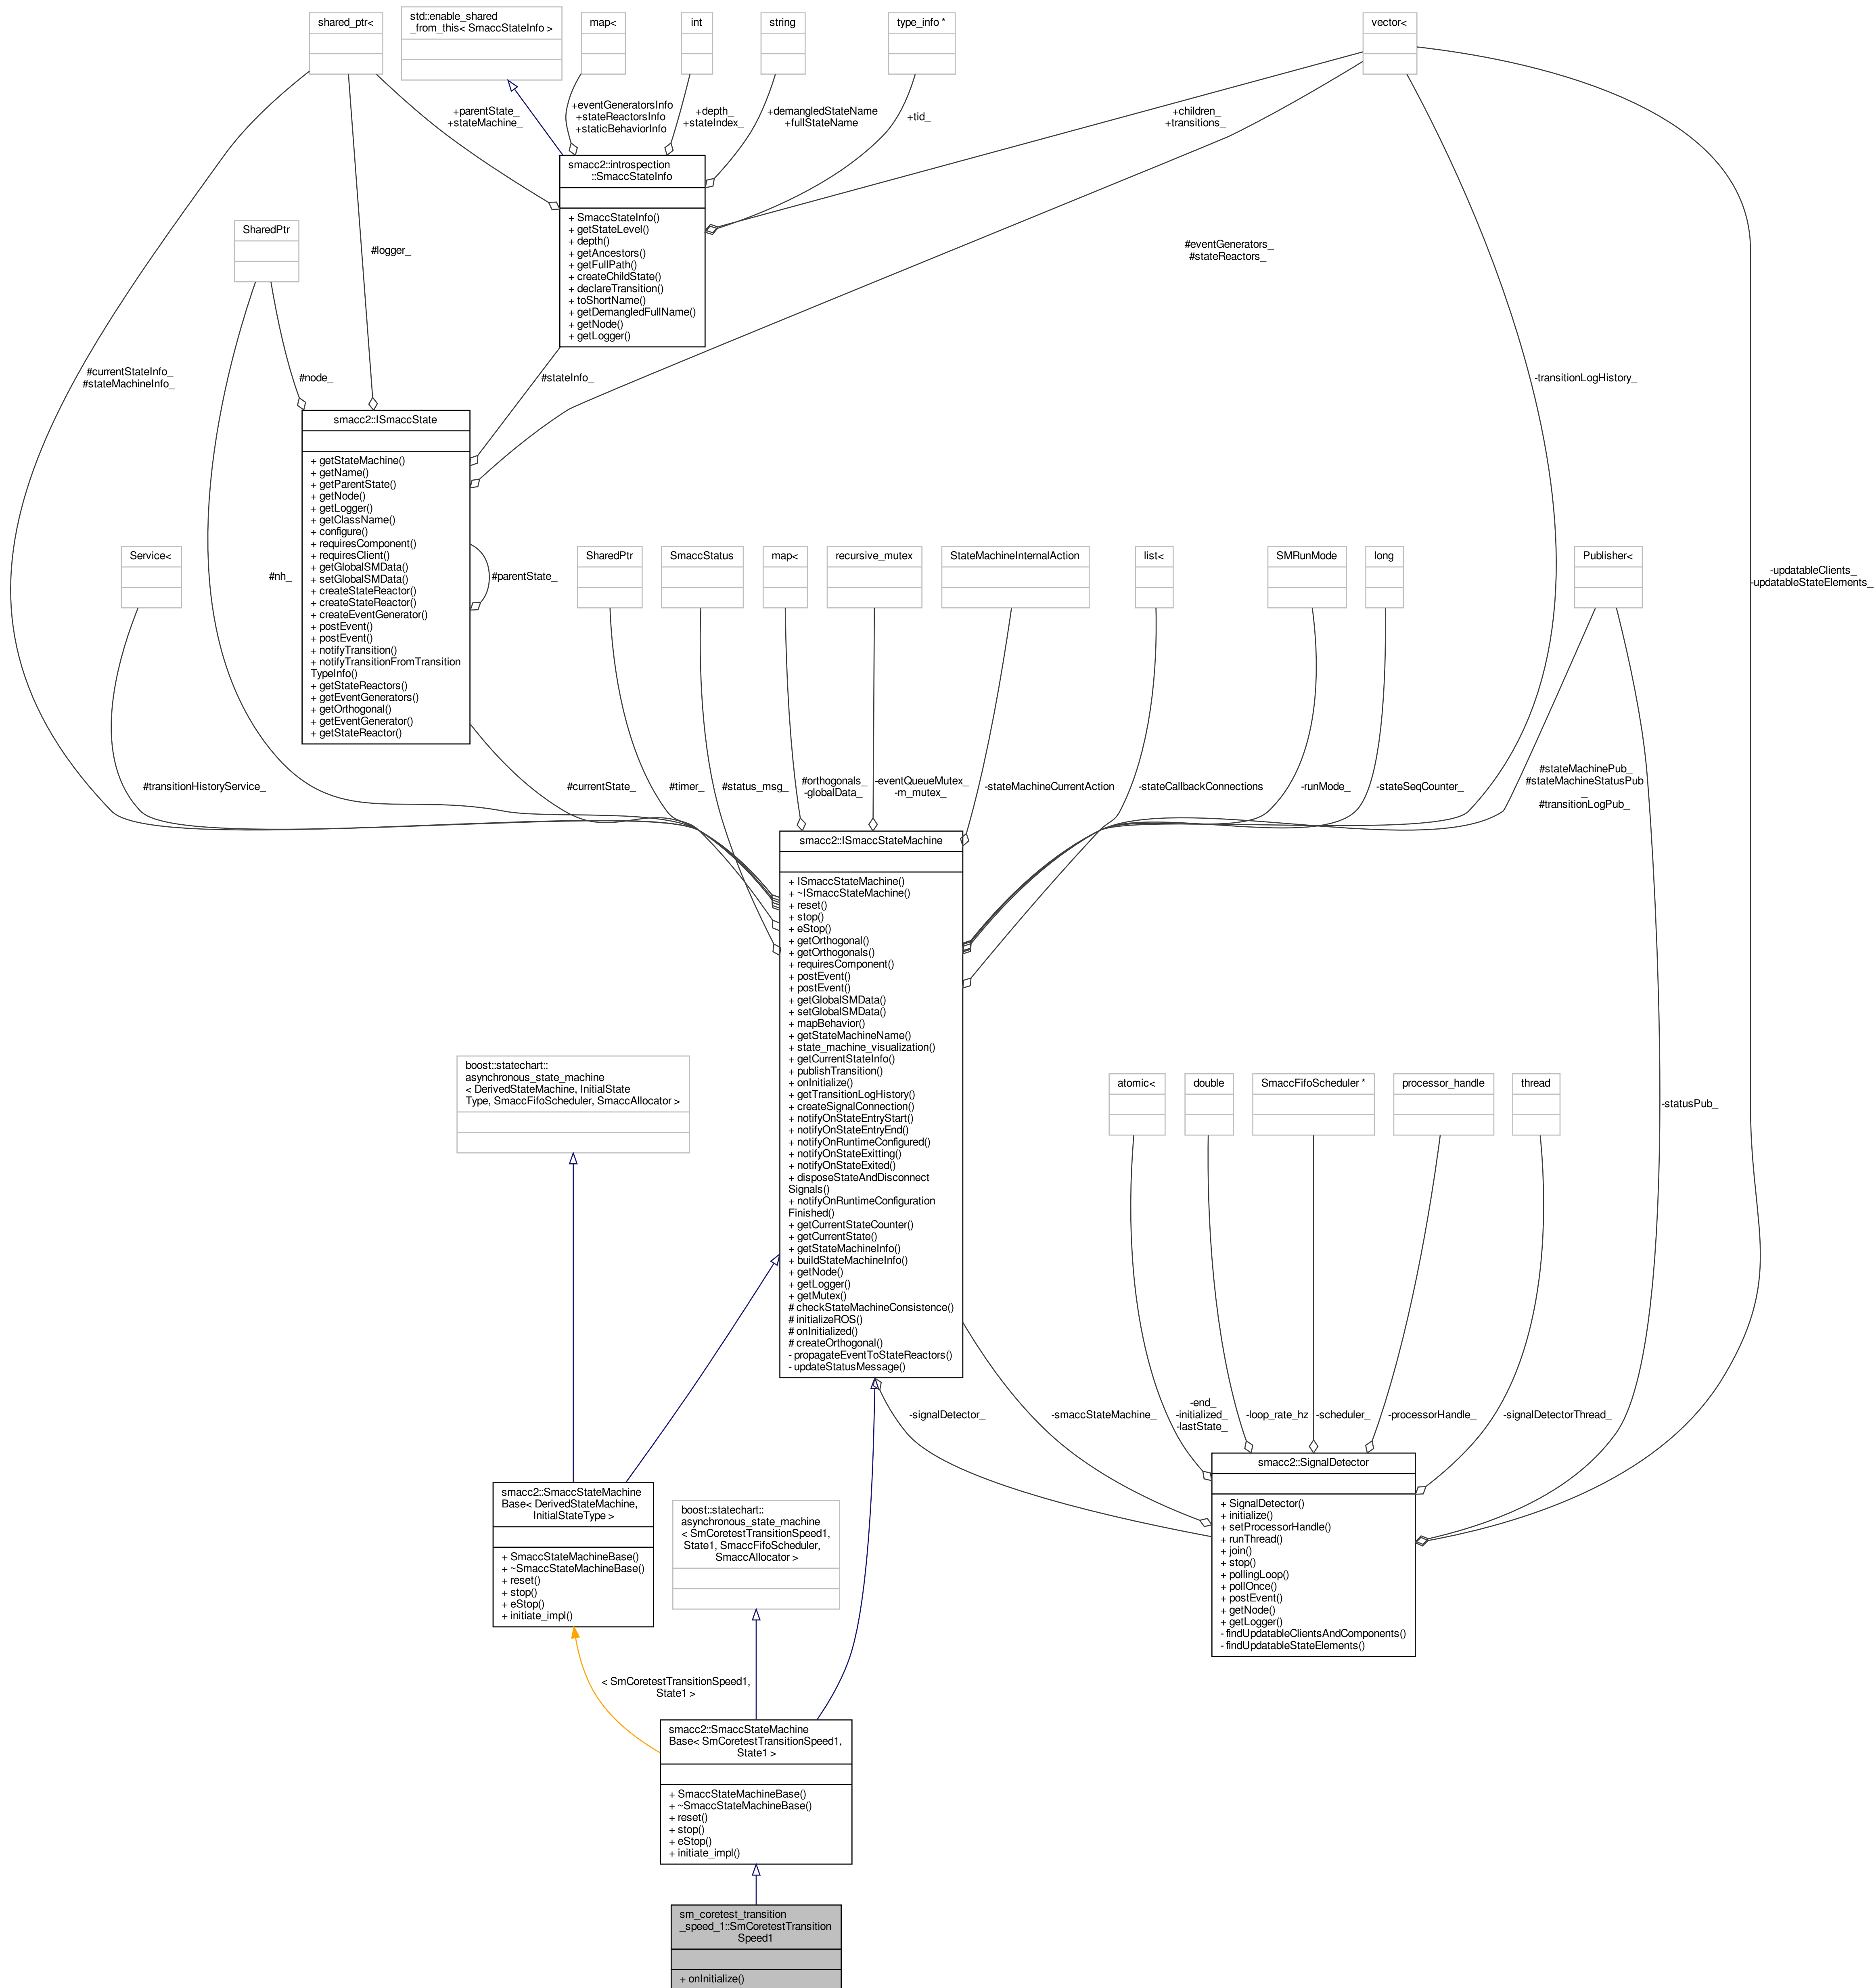 shared_ptr<
std::enable_shared
_from_this< SmaccStateInfo >
map<
int
string
type_info *
vector<
+parentState_
+stateMachine_
+eventGeneratorsInfo
+stateReactorsInfo
+staticBehaviorInfo
+depth_
+stateIndex_
+demangledStateName
+fullStateName
+tid_
+children_
+transitions_
smacc2::introspection
::SmaccStateInfo
+ SmaccStateInfo()
+ getStateLevel()
+ depth()
+ getAncestors()
+ getFullPath()
+ createChildState()
+ declareTransition()
+ toShortName()
+ getDemangledFullName()
+ getNode()
+ getLogger()
SharedPtr
#logger_
#eventGenerators_
#stateReactors_
#currentStateInfo_
#stateMachineInfo_
#node_
#stateInfo_
-transitionLogHistory_
smacc2::ISmaccState
+ getStateMachine()
+ getName()
+ getParentState()
+ getNode()
+ getLogger()
+ getClassName()
+ configure()
+ requiresComponent()
+ requiresClient()
+ getGlobalSMData()
+ setGlobalSMData()
+ createStateReactor()
+ createStateReactor()
+ createEventGenerator()
+ postEvent()
+ postEvent()
+ notifyTransition()
+ notifyTransitionFromTransition
TypeInfo()
+ getStateReactors()
+ getEventGenerators()
+ getOrthogonal()
+ getEventGenerator()
+ getStateReactor()
#parentState_
#nh_
Service<
SharedPtr
SmaccStatus
map<
recursive_mutex
StateMachineInternalAction
list<
SMRunMode
long
Publisher<
-updatableClients_
-updatableStateElements_
#transitionHistoryService_
#currentState_
#timer_
#status_msg_
#orthogonals_
-globalData_
-eventQueueMutex_
-m_mutex_
-stateMachineCurrentAction
-stateCallbackConnections
-runMode_
-stateSeqCounter_
#stateMachinePub_
#stateMachineStatusPub
_
#transitionLogPub_
smacc2::ISmaccStateMachine
+ ISmaccStateMachine()
+ ~ISmaccStateMachine()
+ reset()
+ stop()
+ eStop()
+ getOrthogonal()
+ getOrthogonals()
+ requiresComponent()
+ postEvent()
+ postEvent()
+ getGlobalSMData()
+ setGlobalSMData()
+ mapBehavior()
+ getStateMachineName()
+ state_machine_visualization()
+ getCurrentStateInfo()
+ publishTransition()
+ onInitialize()
+ getTransitionLogHistory()
+ createSignalConnection()
+ notifyOnStateEntryStart()
+ notifyOnStateEntryEnd()
+ notifyOnRuntimeConfigured()
+ notifyOnStateExitting()
+ notifyOnStateExited()
+ disposeStateAndDisconnect
Signals()
+ notifyOnRuntimeConfiguration
Finished()
+ getCurrentStateCounter()
+ getCurrentState()
+ getStateMachineInfo()
+ buildStateMachineInfo()
+ getNode()
+ getLogger()
+ getMutex()
# checkStateMachineConsistence()
# initializeROS()
# onInitialized()
# createOrthogonal()
- propagateEventToStateReactors()
- updateStatusMessage()
boost::statechart::
asynchronous_state_machine
< DerivedStateMachine, InitialState
Type, SmaccFifoScheduler, SmaccAllocator >
atomic<
double
SmaccFifoScheduler *
processor_handle
thread
-statusPub_
-signalDetector_
-smaccStateMachine_
-end_
-initialized_
-lastState_
-loop_rate_hz
-scheduler_
-processorHandle_
-signalDetectorThread_
smacc2::SignalDetector
+ SignalDetector()
+ initialize()
+ setProcessorHandle()
+ runThread()
+ join()
+ stop()
+ pollingLoop()
+ pollOnce()
+ postEvent()
+ getNode()
+ getLogger()
- findUpdatableClientsAndComponents()
- findUpdatableStateElements()
smacc2::SmaccStateMachine
Base< DerivedStateMachine,
InitialStateType >
+ SmaccStateMachineBase()
+ ~SmaccStateMachineBase()
+ reset()
+ stop()
+ eStop()
+ initiate_impl()
boost::statechart::
asynchronous_state_machine
< SmCoretestTransitionSpeed1,
State1, SmaccFifoScheduler,
SmaccAllocator >
< SmCoretestTransitionSpeed1,
State1 >
smacc2::SmaccStateMachine
Base< SmCoretestTransitionSpeed1,
State1 >
+ SmaccStateMachineBase()
+ ~SmaccStateMachineBase()
+ reset()
+ stop()
+ eStop()
+ initiate_impl()
sm_coretest_transition
_speed_1::SmCoretestTransition
Speed1
+ onInitialize()